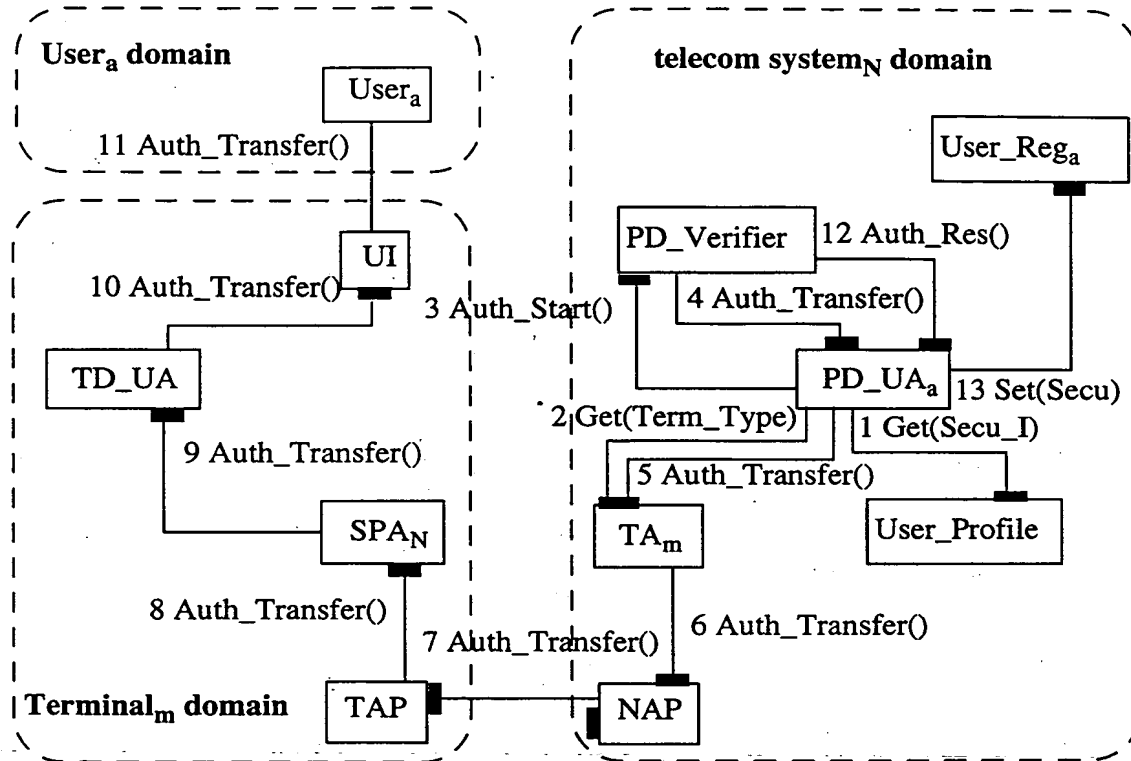 User_a domain
User_a
11 Auth_Transfer()
UI
10 Auth_Transfer()
TD_UA
9 Auth_Transfer()
SPA_N
8 Auth_Transfer()
7 Auth_Transfer()
TAP
Terminal_m domain
telecom system_N domain
User_Reg_a
PD_Verifier
12 Auth_Res()
3 Auth_Start()
4 Auth_Transfer()
PD_UA_a
13 Set(Secu)
2 Get(Term_Type)
1 Get(Secu_I)
5 Auth_Transfer()
TA_m
User_Profile
6 Auth_Transfer()
NAP